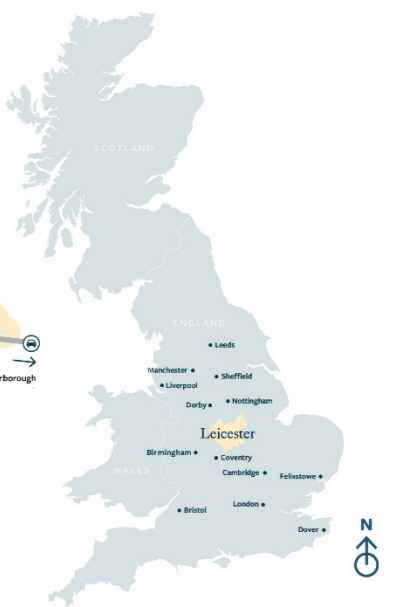 SCOTLAND
ENGLAND
Leeds
Manchester
Sheffield
Liverpool
Nottingham
Derby
Leicester
Birmingham
Coventry
WALES
Cambridge
Felixstowe
London
Bristol
Dover
N
rborough